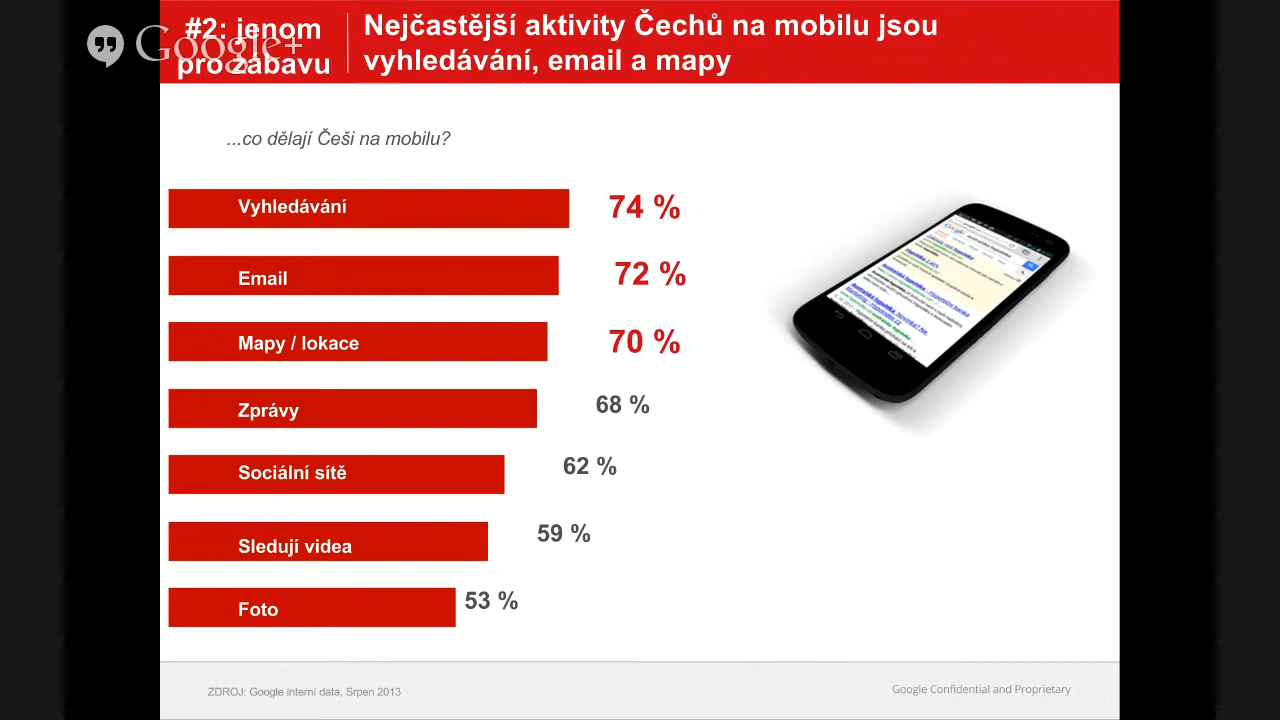 #2: jenom
pro zábavu
Google+
Nejčastější aktivity Čechů na mobilu jsou
vyhledávání, email a mapy
...co dělají Češi na mobilu?
Vyhledávání 74 %
Email 72 %
Mapy / lokace 70 %
Zprávy 68 %
Sociální sítě 62 %
Sledují videa 59 %
Foto 53 %
ZDROJ: Google interní data, Srpen 2013
Google Confidential and Proprietary